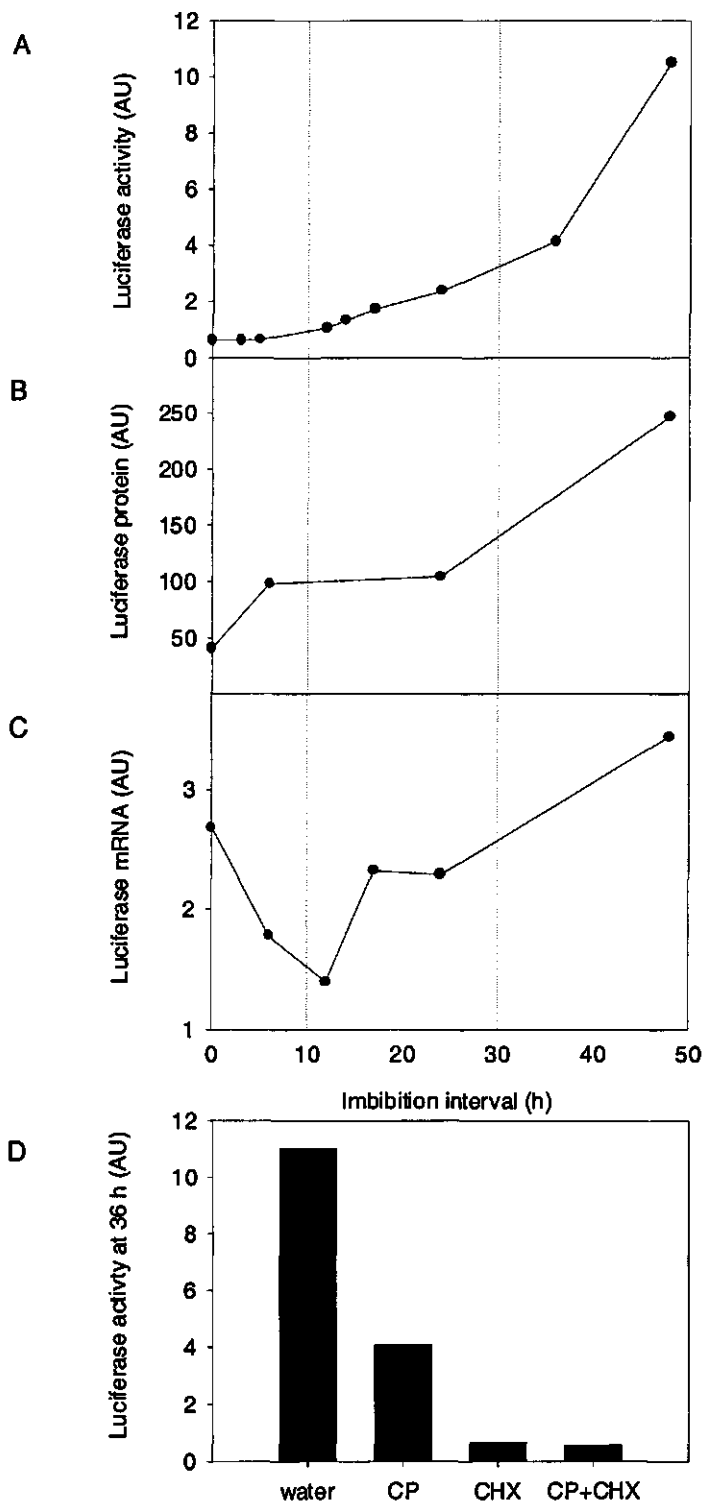 A
Luciferase activity (AU)
12
10
8
6
4
2
0
B
Luciferase protein (AU)
250
200
150
100
50
C
Luciferase mRNA (AU)
3
2
1
0 10 20 30 40 50
Imbibition interval (h)
D
Luciferase activty at 36 h (AU)
12
10
8
6
4
2
0
water CP CHX CP+CHX